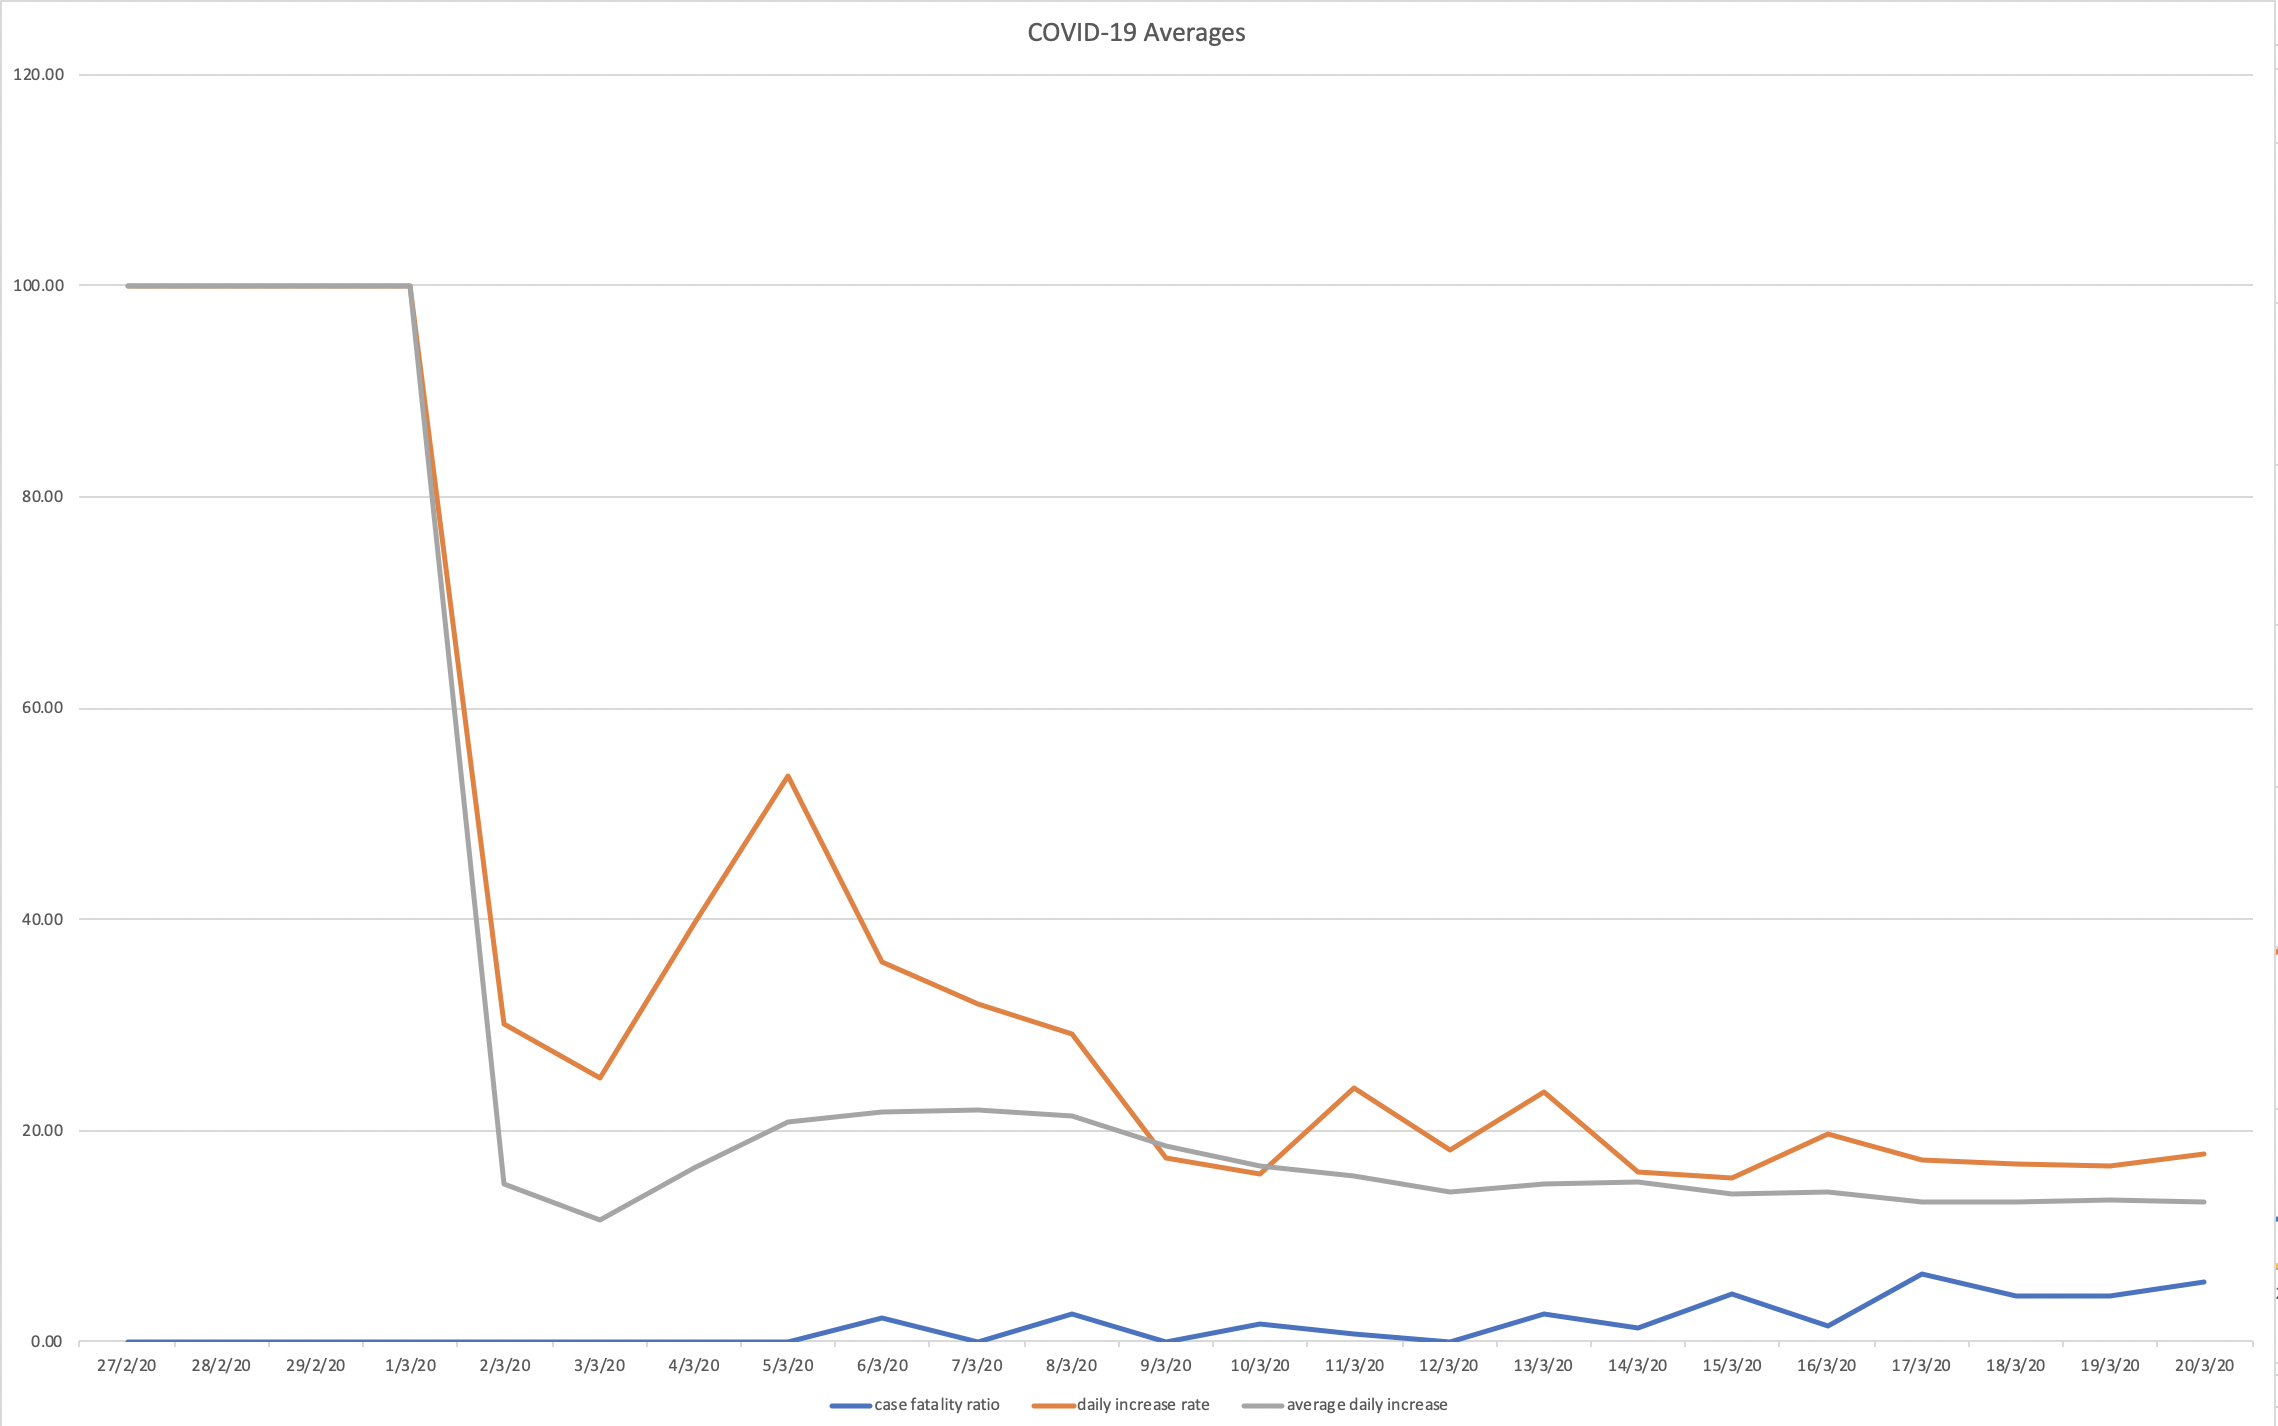 COVID-19 Averages
120.00
100.00
80.00
60.00
40.00
20.00
0.00
27/2/20 28/2/20 29/2/20 1/3/20 2/3/20 3/3/20 4/3/20 5/3/20 6/3/20 7/3/20 8/3/20 9/3/20 10/3/20 11/3/20 12/3/20 13/3/20 14/3/20 15/3/20 16/3/20 17/3/20 18/3/20 19/3/20 20/3/20
case fatality ratio daily increase rate average daily increase